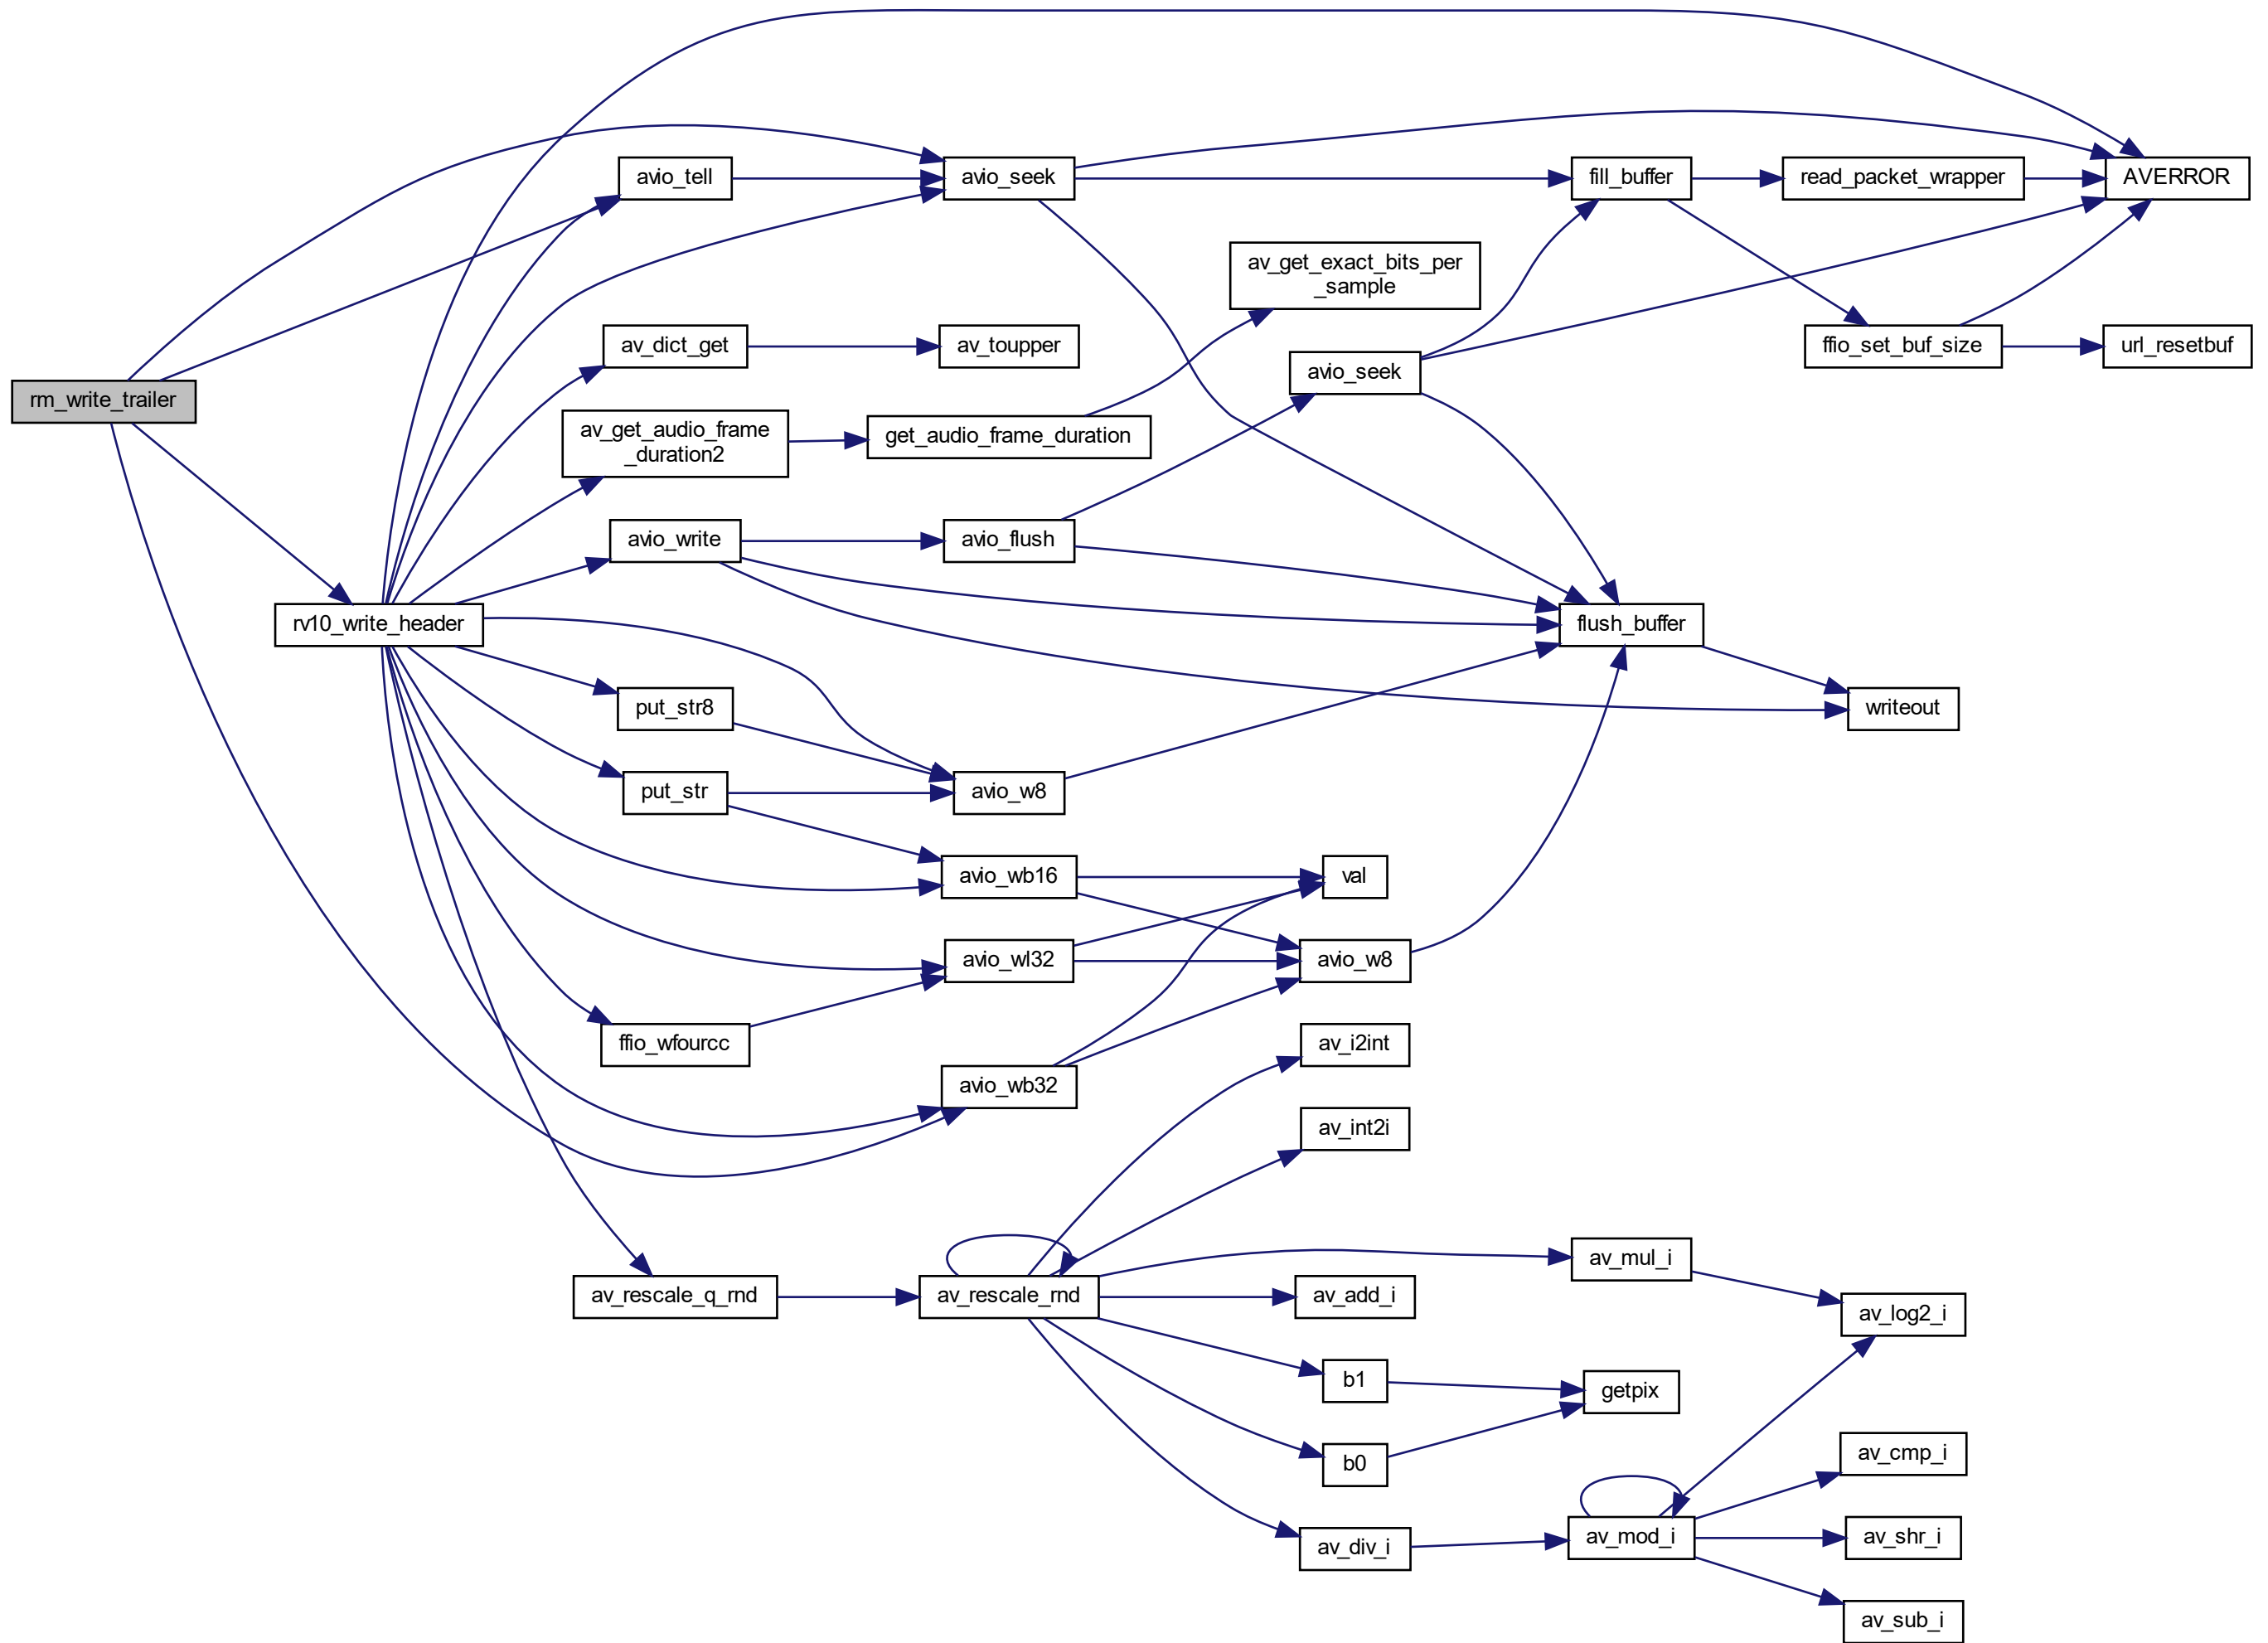 avio_tell
avio_seek
fill_buffer
read_packet_wrapper
AVERROR
av_get_exact_bits_per
_sample
av_dict_get
av_toupper
ffio_set_buf_size
url_resetbuf
avio_seek
rm_write_trailer
av_get_audio_frame
_duration2
get_audio_frame_duration
avio_write
avio_flush
rv10_write_header
flush_buffer
put_str8
writeout
put_str
avio_w8
avio_wb16
val
avio_wl32
avio_w8
ffio_wfourcc
av_i2int
avio_wb32
av_int2i
av_mul_i
av_rescale_q_rnd
av_rescale_rnd
av_add_i
av_log2_i
b1
getpix
b0
av_cmp_i
av_div_i
av_mod_i
av_shr_i
av_sub_i